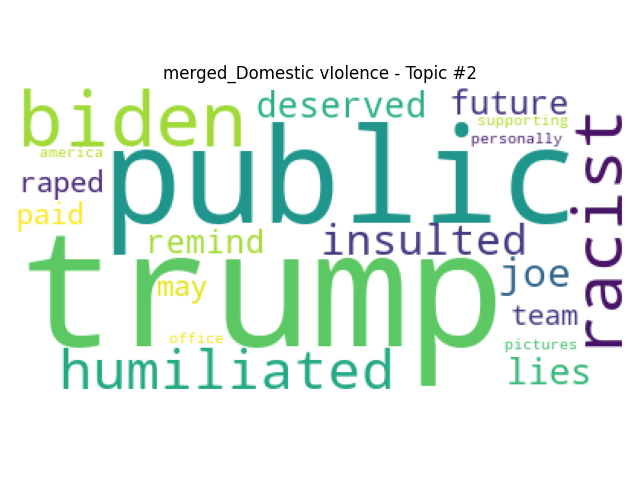 merged_Domestic vIolence - Topic #2
biden
deserved
future
supporting
america
public
personally
racist
raped
paid
remind
insulted
trump
may
joe
team
office
pictures
humiliated
lies